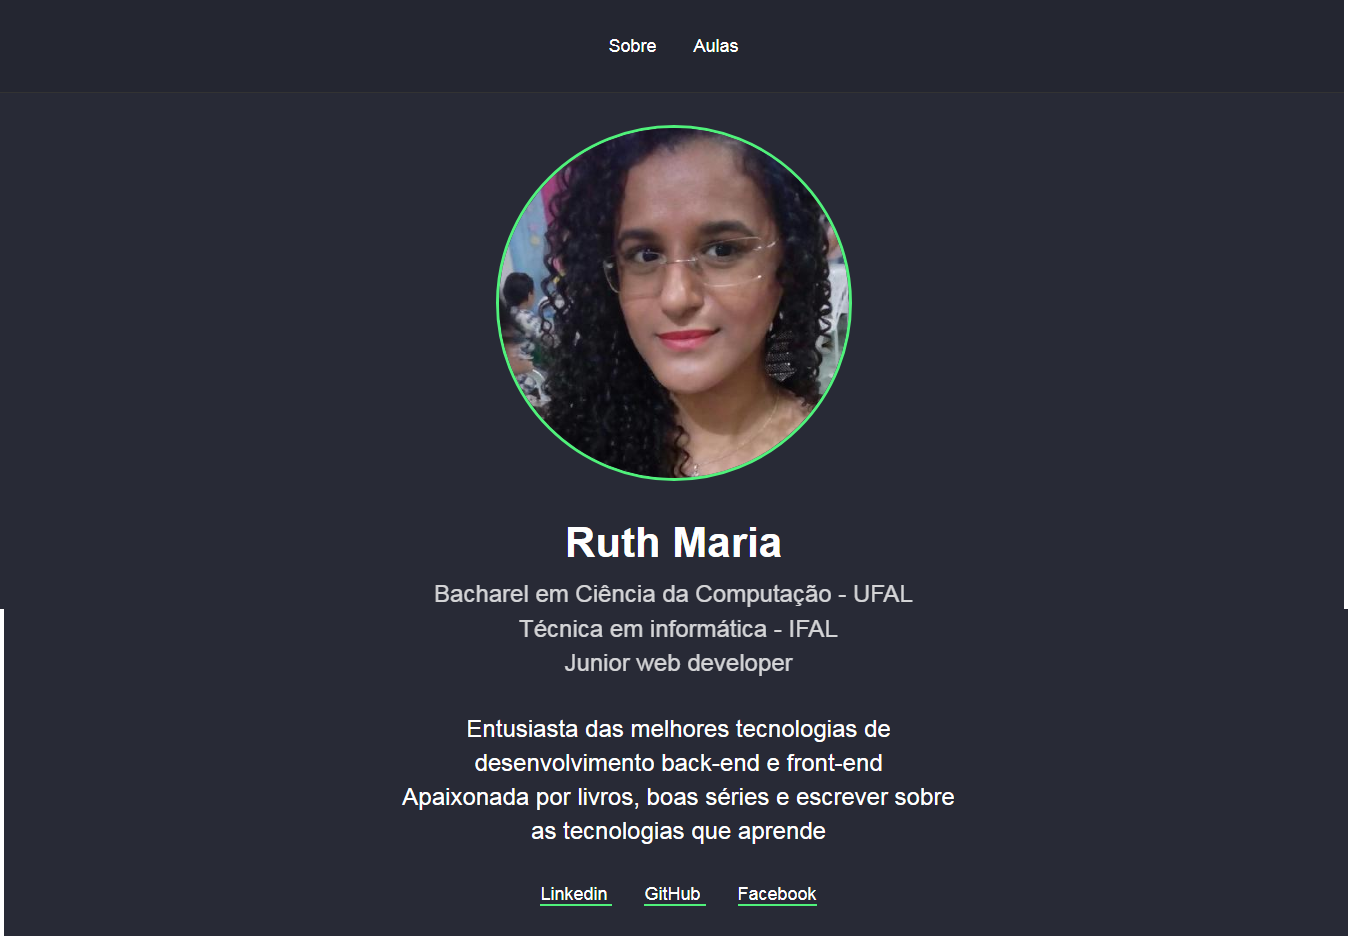 Sobre Aulas
Ruth Maria
Bacharel em Ciência da Computação - UFAL
Técnica em informática - IFAL
Junior web developer
Entusiasta das melhores tecnologias de
desenvolvimento back-end e front-end
Apaixonada por livros, boas séries e escrever sobre
as tecnologias que aprende
Linkedin GitHub Facebook